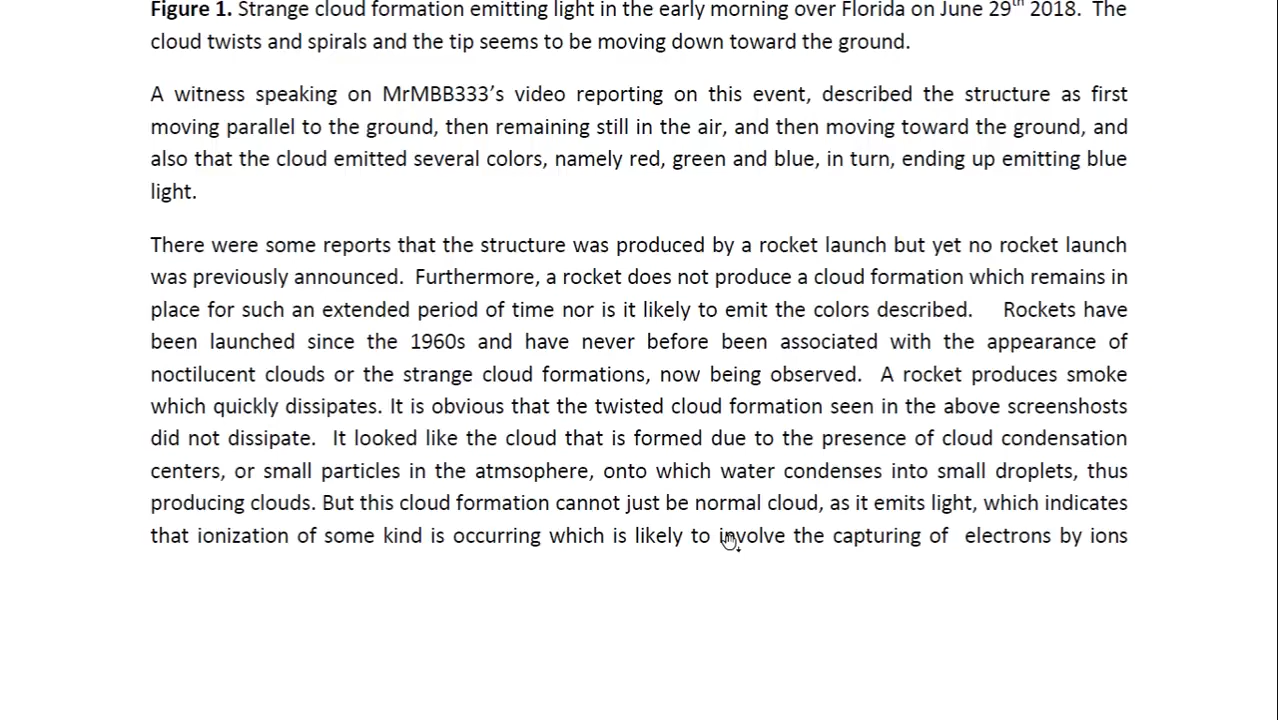 Figure 1. Strange cloud formation emitting light in the early morning over Florida on June 29th 2018. The
cloud twists and spirals and the tip seems to be moving down toward the ground.
A witness speaking on MrMBB333’s video reporting on this event, described the structure as first
moving parallel to the ground, then remaining still in the air, and then moving toward the ground, and
also that the cloud emitted several colors, namely red, green and blue, in turn, ending up emitting blue
light.
There were some reports that the structure was produced by a rocket launch but yet no rocket launch
was previously announced. Furthermore, a rocket does not produce a cloud formation which remains in
place for such an extended period of time nor is it likely to emit the colors described. Rockets have
been launched since the 1960s and have never before been associated with the appearance of
noctilucent clouds or the strange cloud formations, now being observed. A rocket produces smoke
which quickly dissipates. It is obvious that the twisted cloud formation seen in the above screenshosts
did not dissipate. It looked like the cloud that is formed due to the presence of cloud condensation
centers, or small particles in the atmsophere, onto which water condenses into small droplets, thus
producing clouds. But this cloud formation cannot just be normal cloud, as it emits light, which indicates
that ionization of some kind is occurring which is likely to involve the capturing of electrons by ions